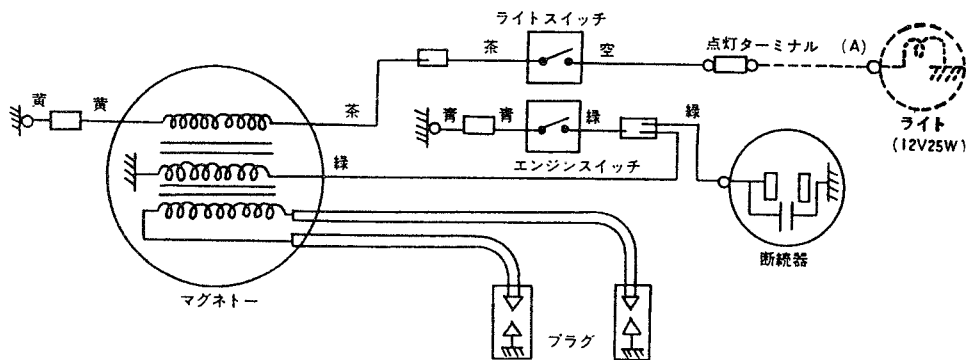 ライトスイッチ
茶
空
点灯ターミナル
(A)
ライト
(12V25W)
黄
黄
茶
青
青
緑
緑
エンジンスイッチ
緑
断続器
マグネトー
プラグ